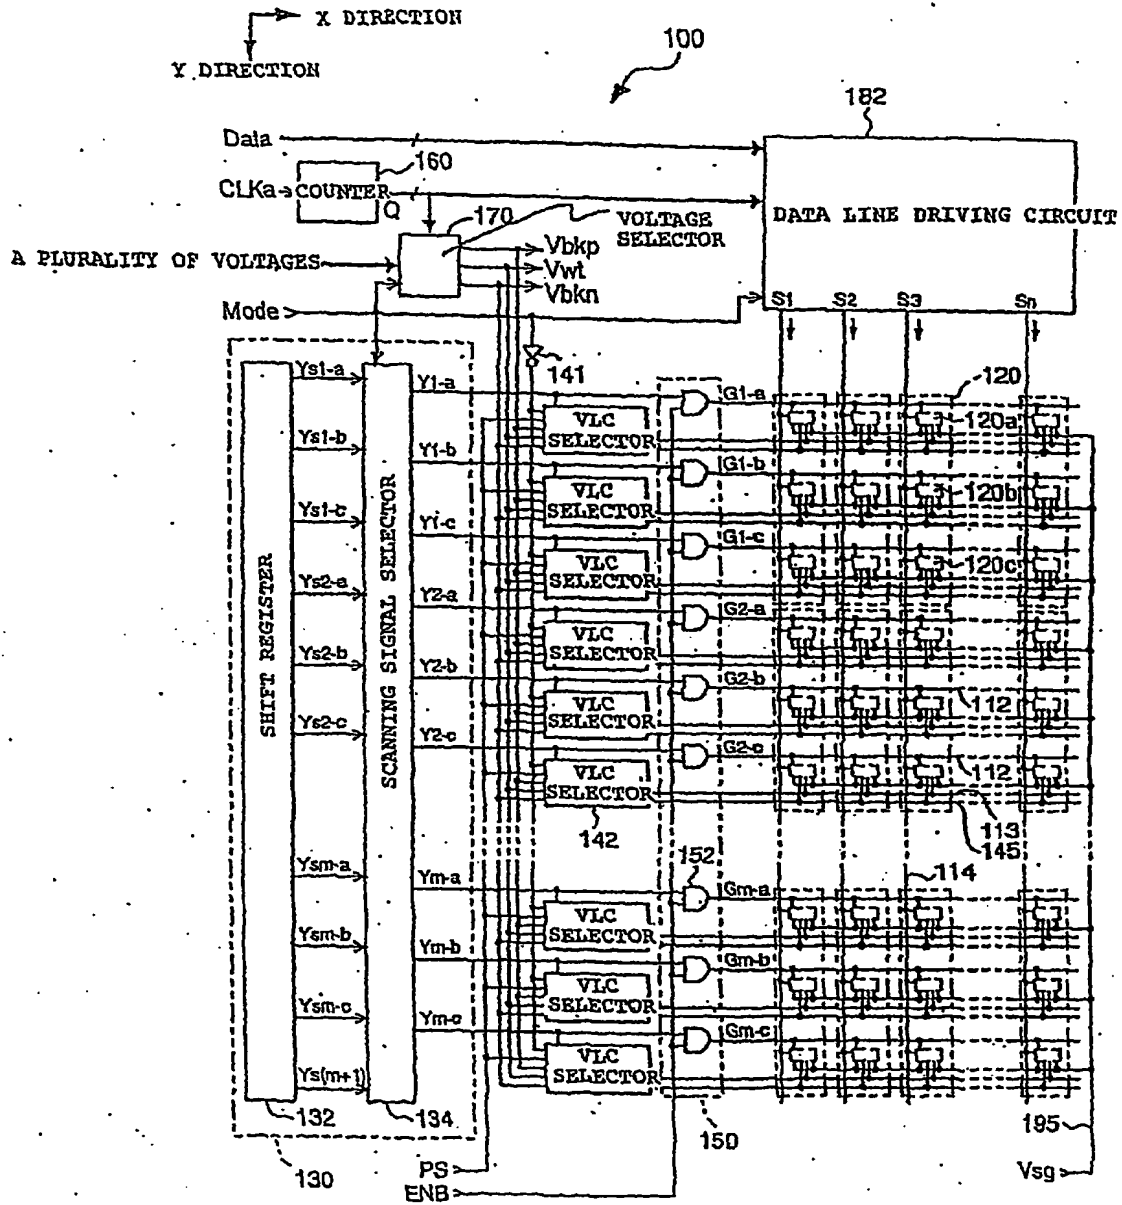 X DIRECTION
Y DIRECTION
100
182
Data
160
CLKa
COUNTER
Q
170
VOLTAGE
SELECTOR
DATA LINE DRIVING CIRCUIT
A PLURALITY OF VOLTAGES
Vbkp
Vwt
Vbkn
Mode
S1 S2 S3 Sn
141
SHIFT REGISTER
SCANNING SIGNAL SELECTOR
Ys1-a
Y1-a
VLC
SELECTOR
G1-a
120
120a
Ys1-b
Y1-b
VLC
SELECTOR
G1-b
120b
Ys1-c
Y1-c
VLC
SELECTOR
G1-c
120c
Ys2-a
Y2-a
VLC
SELECTOR
G2-a
Ys2-b
Y2-b
VLC
SELECTOR
G2-b
112
Ys2-c
Y2-c
VLC
SELECTOR
G2-c
112
142
113
145
152
114
Ysm-a
Ym-a
VLC
SELECTOR
Gm-a
Ysm-b
Ym-b
VLC
SELECTOR
Gm-b
Ysm-c
Ym-c
VLC
SELECTOR
Gm-c
Ys(m+1)
132
134
150
195
130
PS
ENB
Vsg